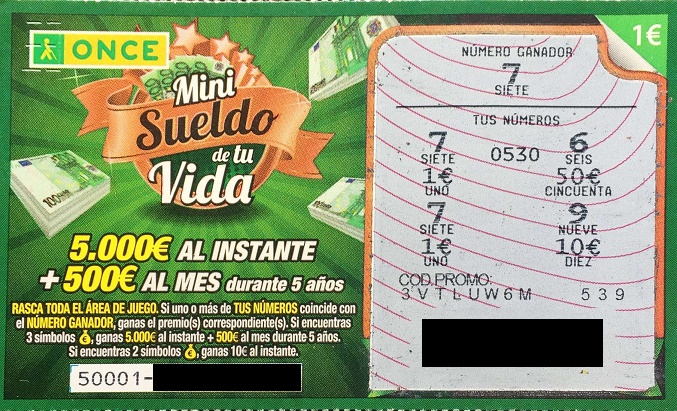 ONCE
Mini
Sueldo
de tu
Vida
100
5.000€ AL INSTANTE
+ 500€ AL MES durante 5 años
RASCA TODA EL ÁREA DE JUEGO. Si uno o más de TUS NÚMEROS coincide con
el NÚMERO GANADOR, ganas el premio(s) correspondiente(s). Si encuentras
3 símbolos , ganas 5.000€ al instante + 500€ al mes durante 5 años.
Si encuentras 2 símbolos , ganas 10€ al instante.
50001-
1€
NÚMERO GANADOR
7
SIETE
TUS NÚMEROS
7 6
SIETE 0530 SEIS
1€ 50€
UNO CINCUENTA
7 9
SIETE NUEVE
1€ 10€
UNO DIEZ
COD.PROMO:
3VTLUW6M 539